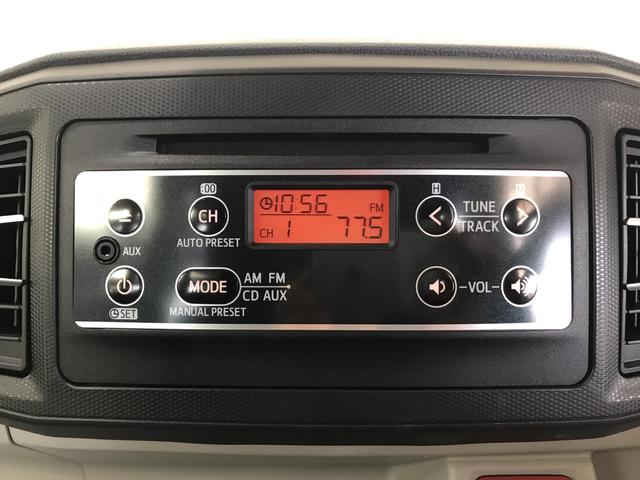 :00
CH
AUTO PRESET
AUX
SET
MODE
AM FM
CD AUX
MANUAL PRESET
10:56
FM
CH 1 77.5
H
M
TUNE
TRACK
VOL